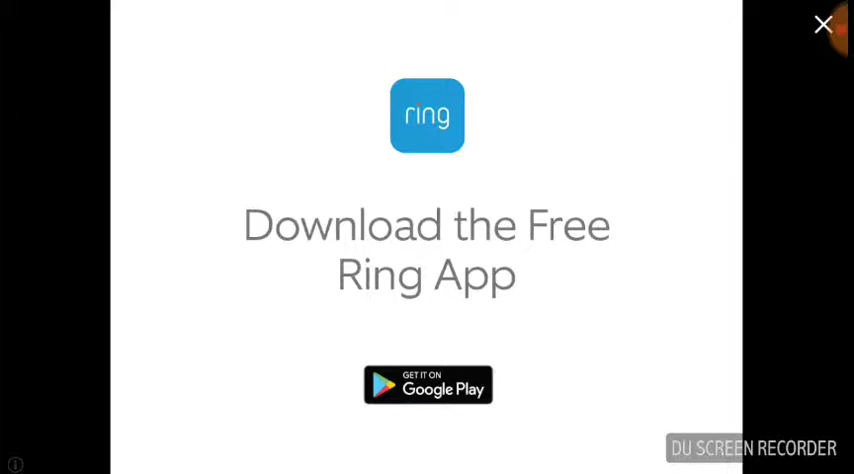 ring
Download the Free
Ring App
GET IT ON
Google Play
DU SCREEN RECORDER